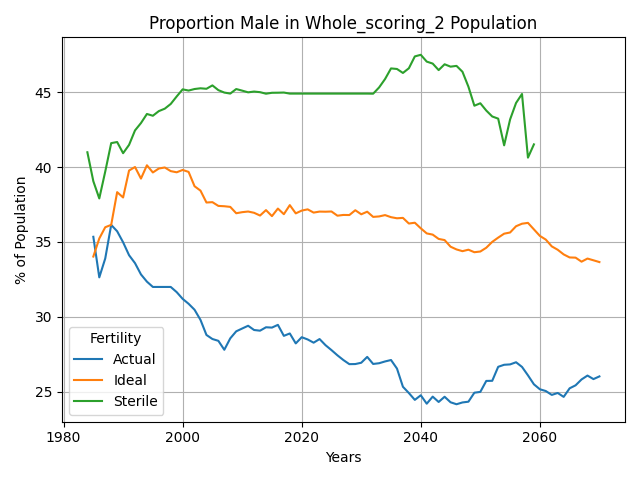 Proportion Male in Whole_scoring_2 Population
% of Population
45
40
35
30
25
Fertility
Actual
Ideal
Sterile
1980
2000
2020
2040
2060
Years